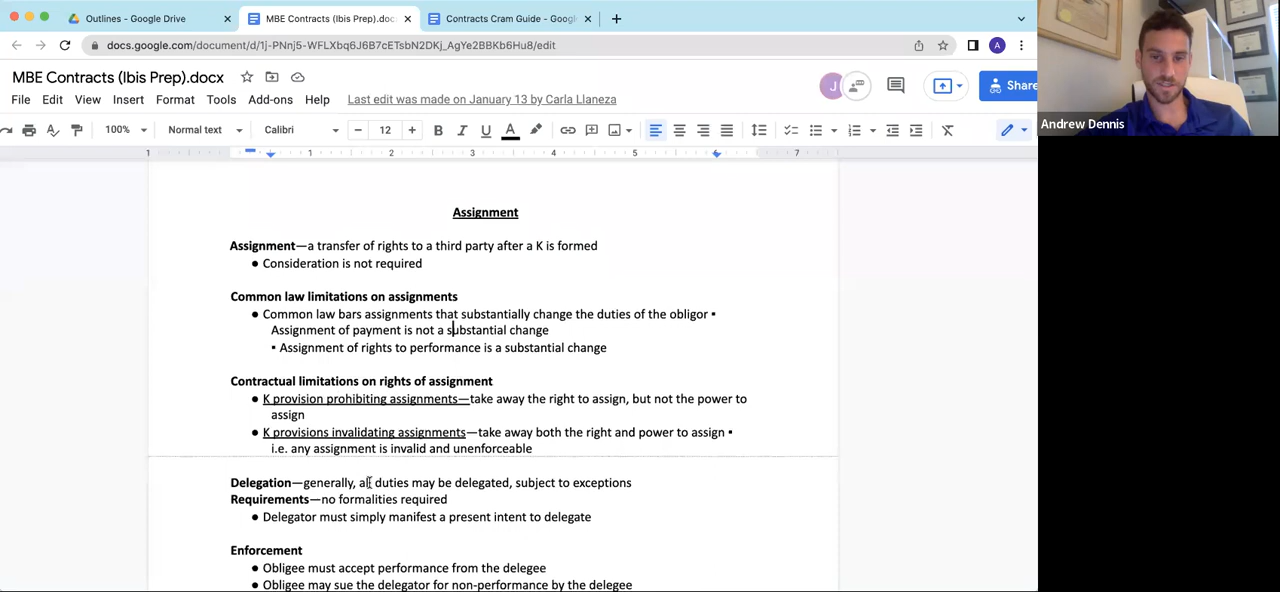 Outlines - Google Drive
MBE Contracts (Ibis Prep).docx
Contracts Cram Guide - Goog
docs.google.com/document/d/1j-PNnj5-WFLXbq6J6B7cETsbN2DKj_AgYe2BBKb6Hu8/edit
A
MBE Contracts (Ibis Prep).docx
J
Share
File Edit View Insert Format Tools Add-ons Help Last edit was made on January 13 by Carla Llaneza
100% Normal text Calibri 12 B I U A
1 1 2 3 4 5 6 7
Andrew Dennis
Assignment
Assignment—a transfer of rights to a third party after a K is formed
● Consideration is not required
Common law limitations on assignments
● Common law bars assignments that substantially change the duties of the obligor ▪
Assignment of payment is not a substantial change
▪ Assignment of rights to performance is a substantial change
Contractual limitations on rights of assignment
● K provision prohibiting assignments—take away the right to assign, but not the power to
assign
● K provisions invalidating assignments—take away both the right and power to assign ▪
i.e. any assignment is invalid and unenforceable
Delegation—generally, all duties may be delegated, subject to exceptions
Requirements—no formalities required
● Delegator must simply manifest a present intent to delegate
Enforcement
● Obligee must accept performance from the delegee
● Obligee may sue the delegator for non-performance by the delegee